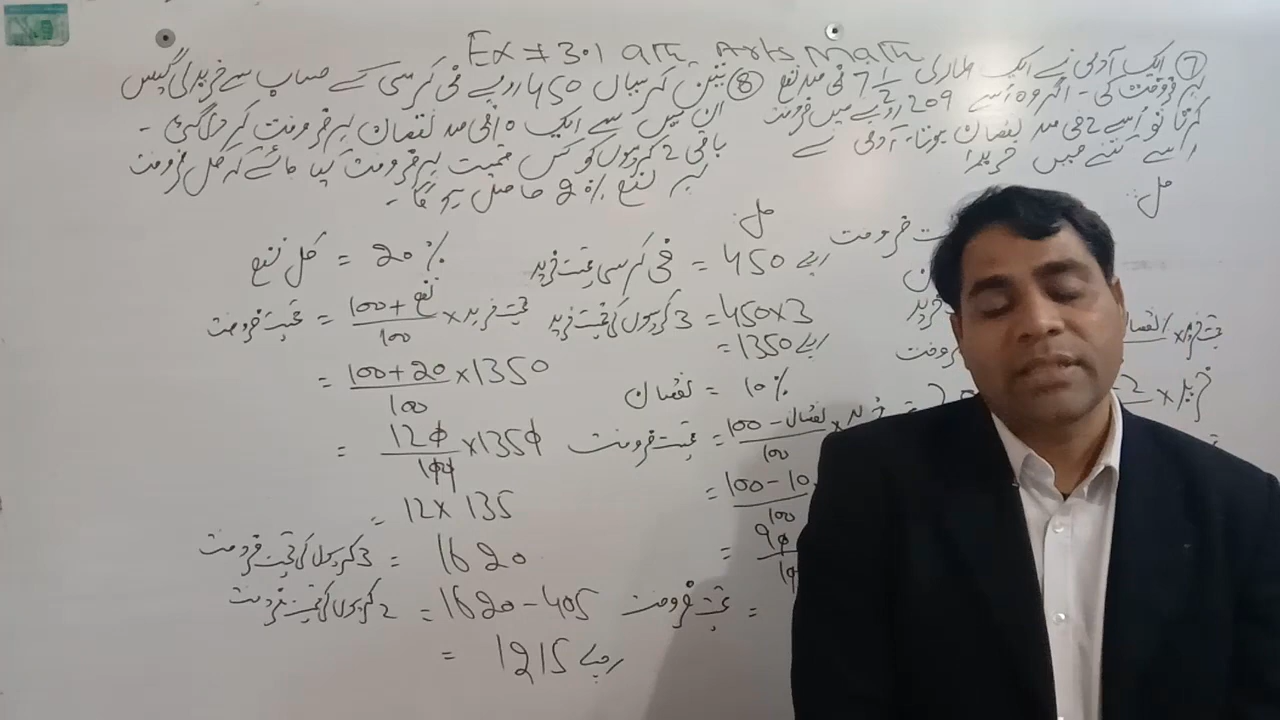 Ex # 3.1 9th Arts Math
⑦ ایک آدمی نے ایک الماری 7 1/2 فی صد نفع
پر فروخت کی۔ اگر وہ اسے 209 روپے میں فروخت
کرتا تو اسے 2 فی صد نقصان ہوتا۔ آدمی نے
اسے کتنے میں خریدا
حل:
⑧ تین کرسیاں 450 روپے فی کرسی کے حساب سے خریدی گئیں
ان میں سے ایک 10 فی صد نقصان پر فروخت کر دی گئی۔
باقی 2 کرسیوں کو کس قیمت پر فروخت کیا جائے کہ کل فروخت
پر نفع 20% حاصل ہو گا۔
حل:
فی کرسی قیمت خرید = 450 روپے
3 کرسیوں کی قیمت خرید = 450×3
= 1350 روپے
نقصان = 10%
قیمت فروخت = (100 - نقصان)/100 ×
= (100-10)/100
= 90
قیمت فروخت =
کل نفع = 20%
قیمت فروخت = (100 + نفع)/100 × قیمت خرید
= (100+20)/100 ×1350
= 120/100 ×1350
= 12×135
3 کرسیوں کی قیمت فروخت = 1620
2 کرسیوں کی قیمت فروخت = 1620-405
= 1215 روپے